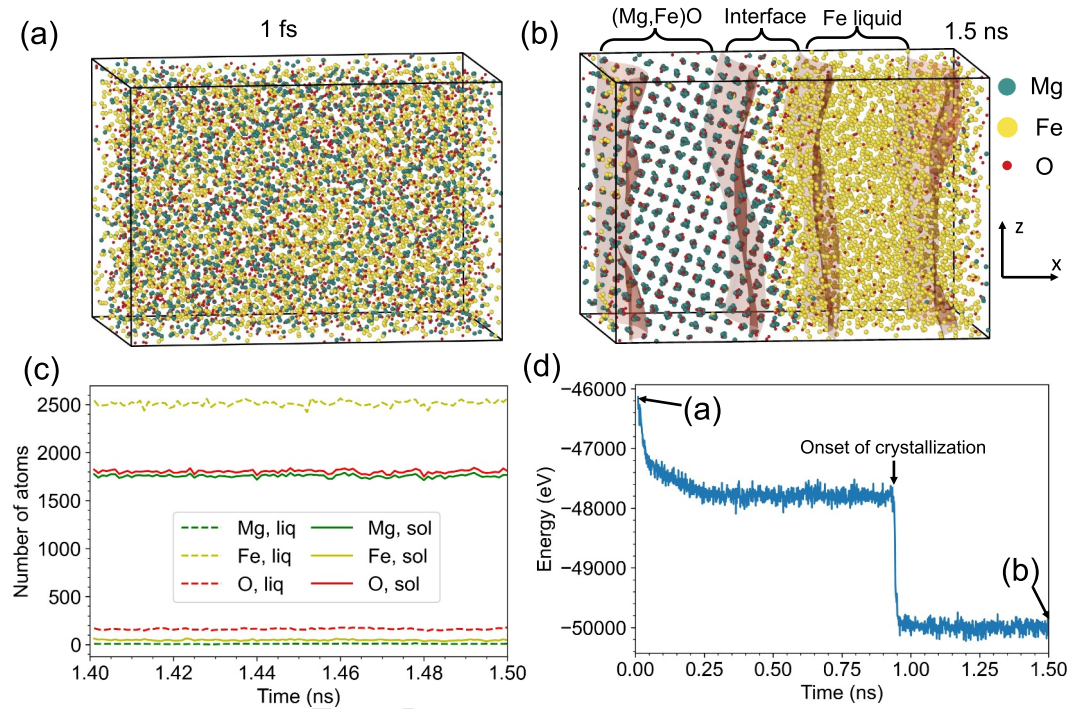 (a)
1 fs
(b)
(Mg,Fe)O
Interface
Fe liquid
1.5 ns
Mg
Fe
O
z
x
(c)
Number of atoms
2500
2000
1500
1000
500
0
Mg, liq
Mg, sol
Fe, liq
Fe, sol
O, liq
O, sol
1.40
1.42
1.44
1.46
1.48
1.50
Time (ns)
(d)
Energy (eV)
−46000
−47000
−48000
−49000
−50000
(a)
Onset of crystallization
(b)
0.00
0.25
0.50
0.75
1.00
1.25
1.50
Time (ns)